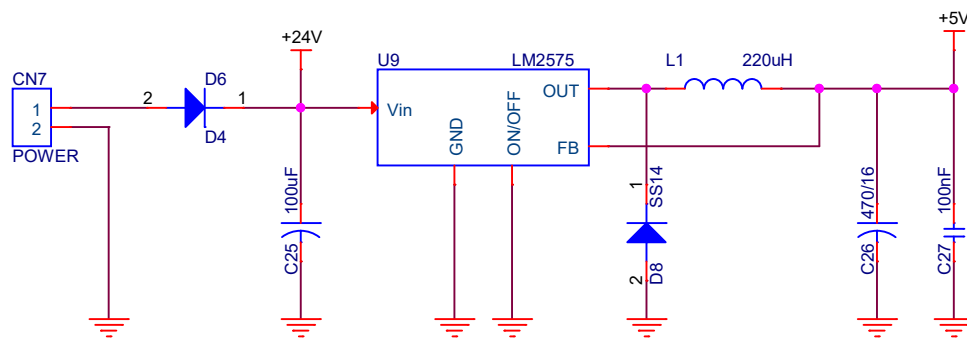 +24V
+5V
CN7
1
2
POWER
2
D6
1
D4
100uF
C25
U9
LM2575
Vin
GND
ON/OFF
OUT
FB
L1
220uH
1
SS14
2
D8
470/16
C26
100nF
C27